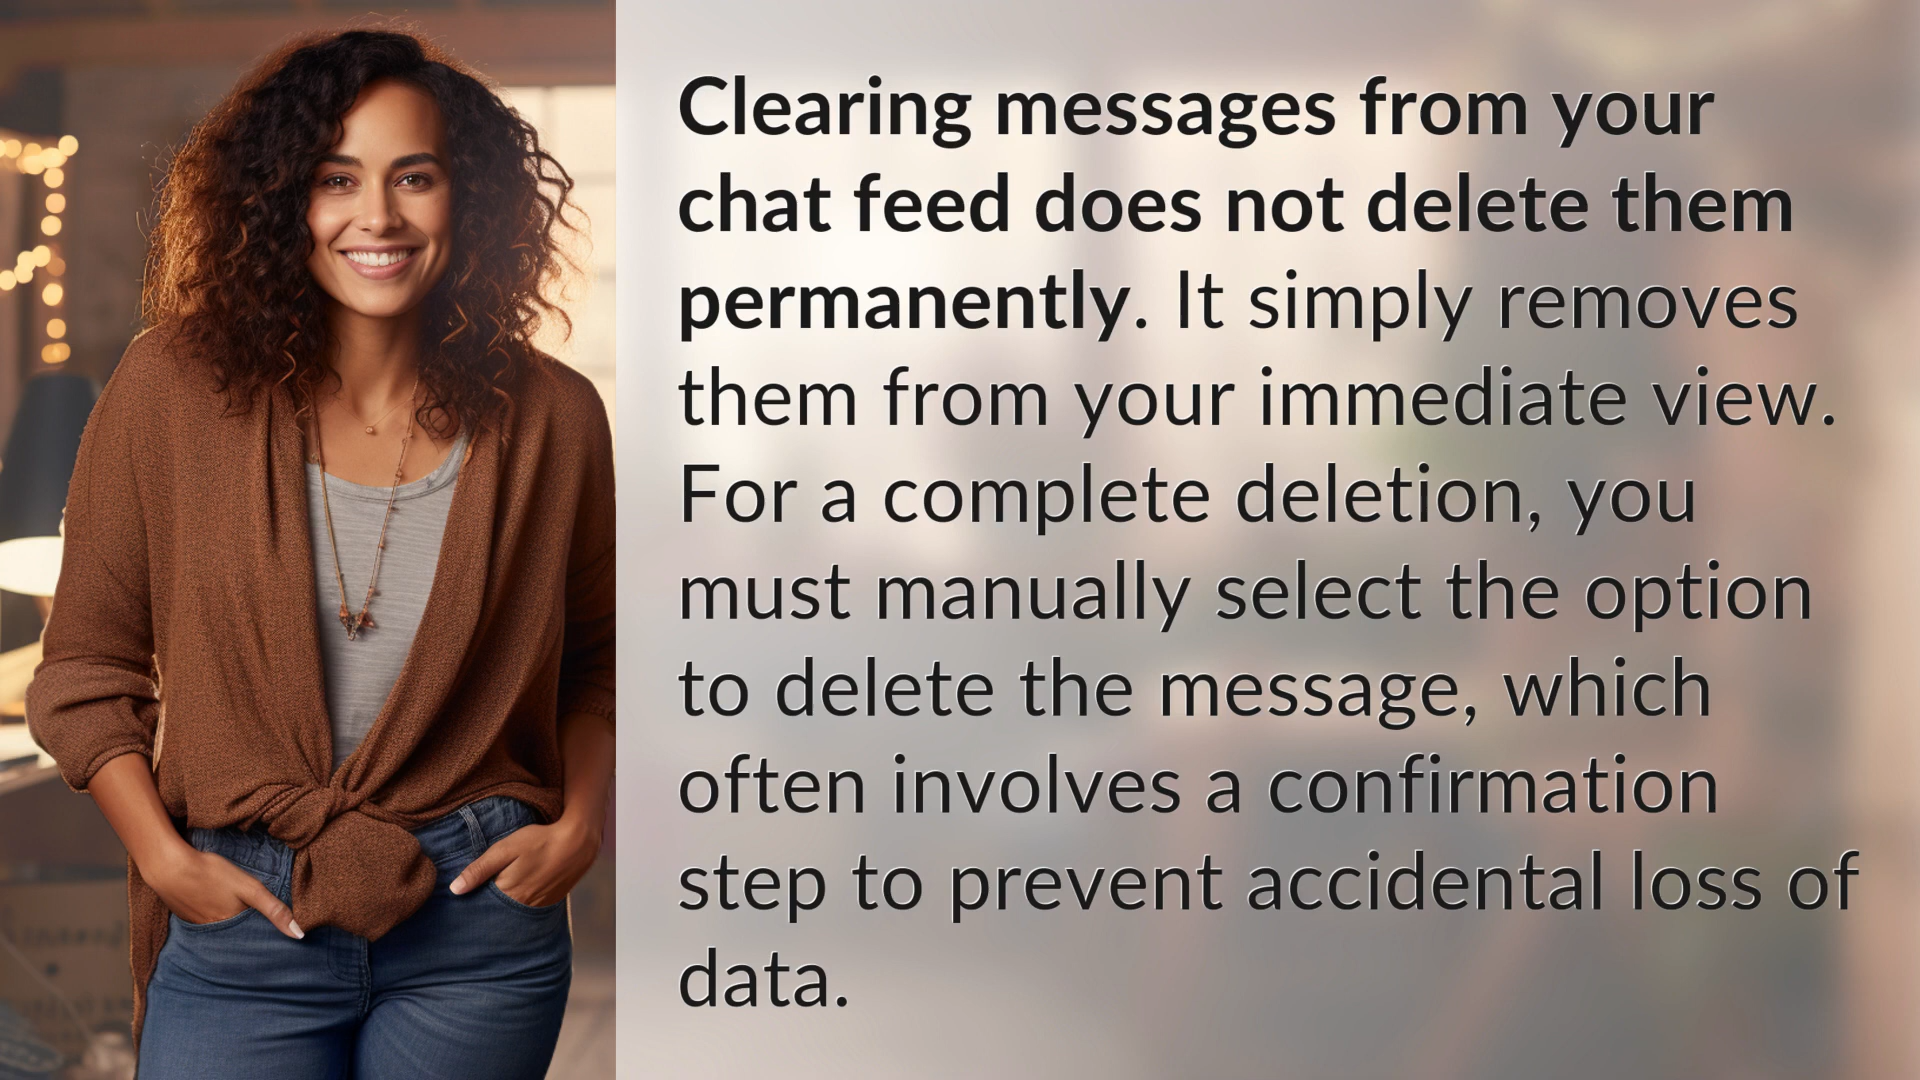 Clearing messages from your
chat feed does not delete them
permanently. It simply removes
them from your immediate view.
For a complete deletion, you
must manually select the option
to delete the message, which
often involves a confirmation
step to prevent accidental loss of
data.